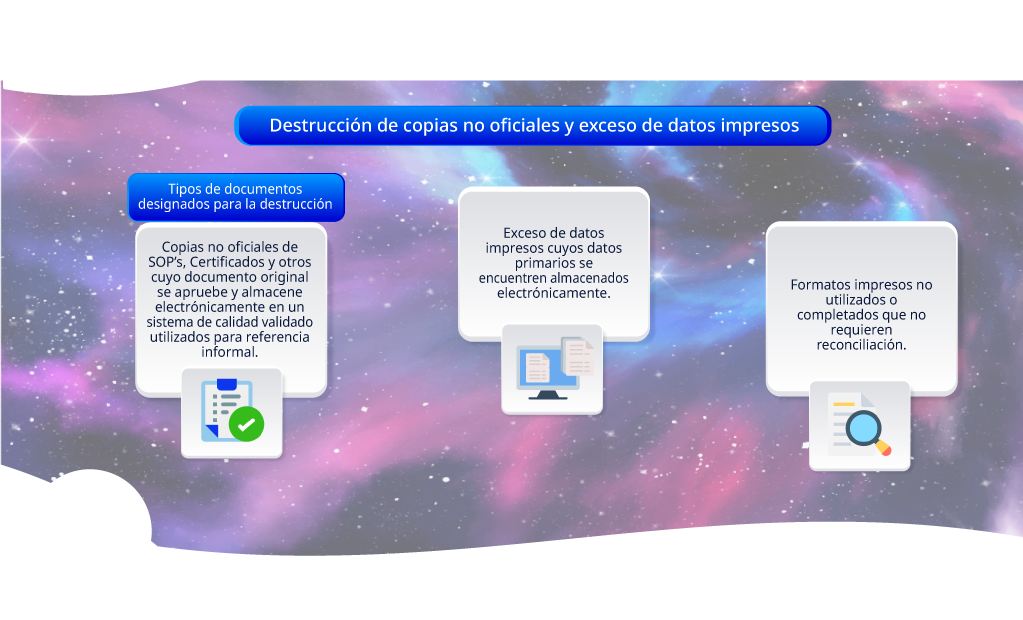 Destrucción de copias no oficiales y exceso de datos impresos
Tipos de documentos
designados para la destrucción
Copias no oficiales de
SOP's, Certificados y otros
cuyo documento original
se apruebe y almacene
electrónicamente en un
sistema de calidad validado
utilizados para referencia
informal.
Exceso de datos
impresos cuyos datos
primarios se
encuentren almacenados
electrónicamente.
Formatos impresos no
utilizados o
completados que no
requieren
reconciliación.